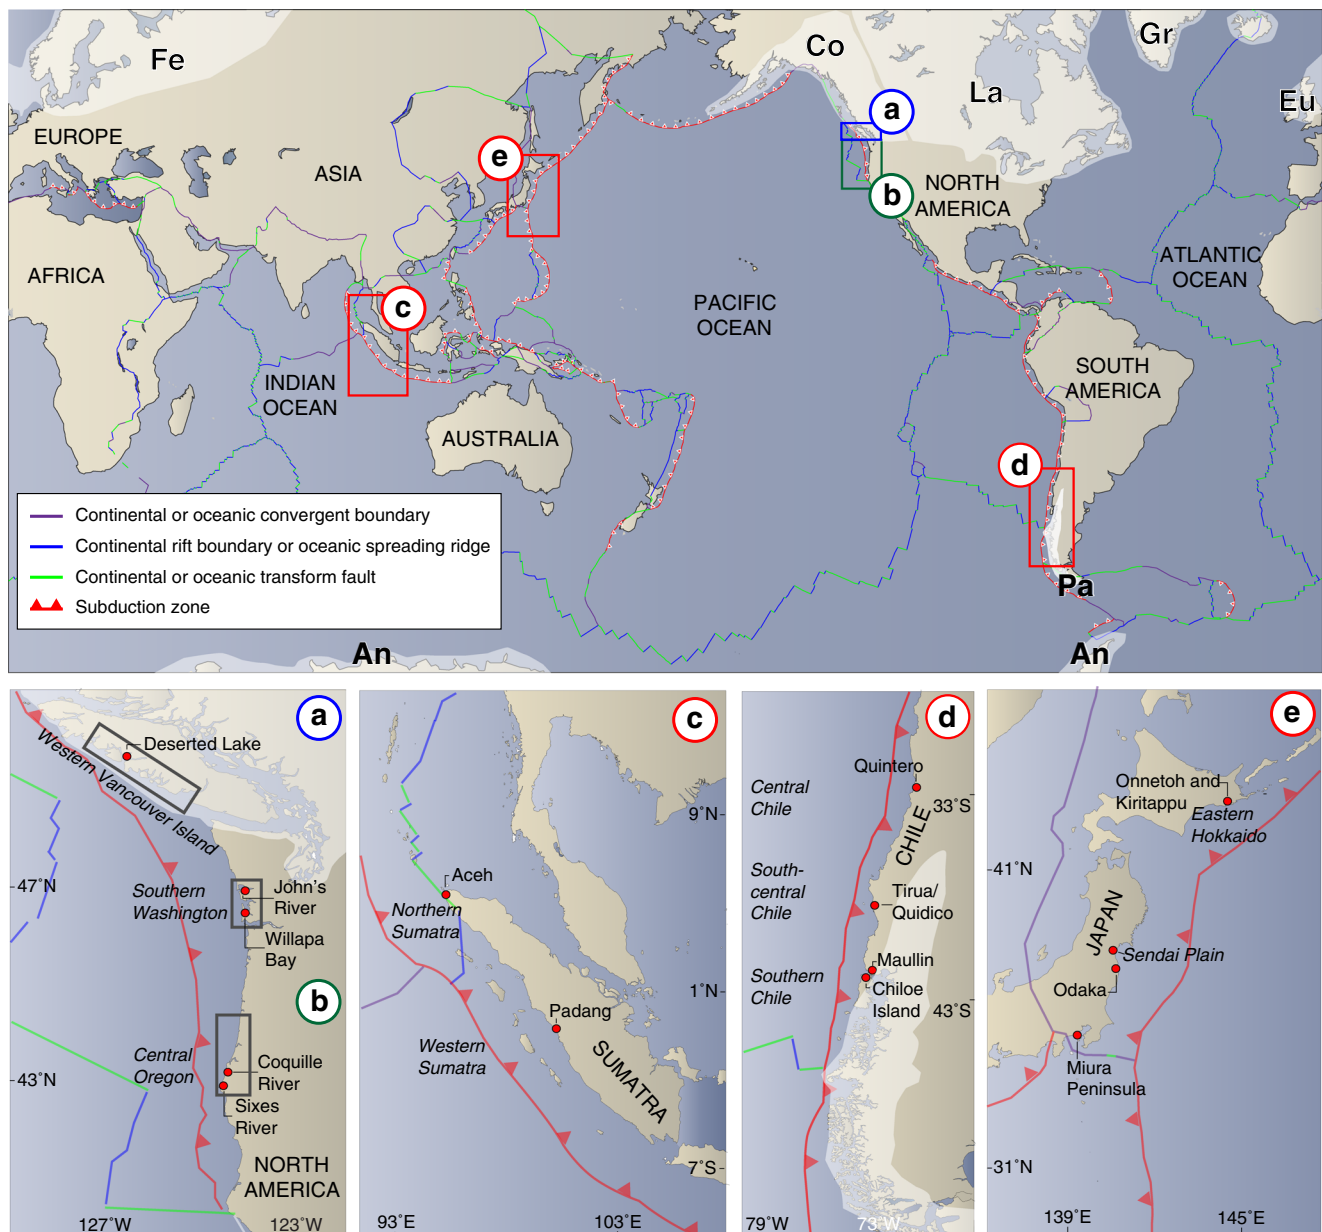 Fe
Co
Gr
La
Eu
EUROPE
ASIA
AFRICA
a
e
b
NORTH
AMERICA
ATLANTIC
OCEAN
c
PACIFIC
OCEAN
INDIAN
OCEAN
SOUTH
AMERICA
AUSTRALIA
d
Continental or oceanic convergent boundary
Continental rift boundary or oceanic spreading ridge
Continental or oceanic transform fault
Subduction zone
Pa
An
An
a
Deserted Lake
Western Vancouver Island
47˚N
Southern
Washington
John's
River
Willapa
Bay
b
Central
Oregon
Coquille
River
43˚N
Sixes
River
NORTH
AMERICA
127˚W
123˚W
c
9˚N
Aceh
Northern
Sumatra
1˚N
Padang
Western
Sumatra
SUMATRA
7˚S
93˚E
103˚E
d
Quintero
Central
Chile
33˚S
CHILE
South-
central
Chile
Tirua/
Quidico
Maullin
Southern
Chile
Chiloe
Island
43˚S
79˚W
73˚W
e
Onnetoh and
Kiritappu
Eastern
Hokkaido
41˚N
JAPAN
Sendai Plain
Odaka
Miura
Peninsula
31˚N
139˚E
145˚E